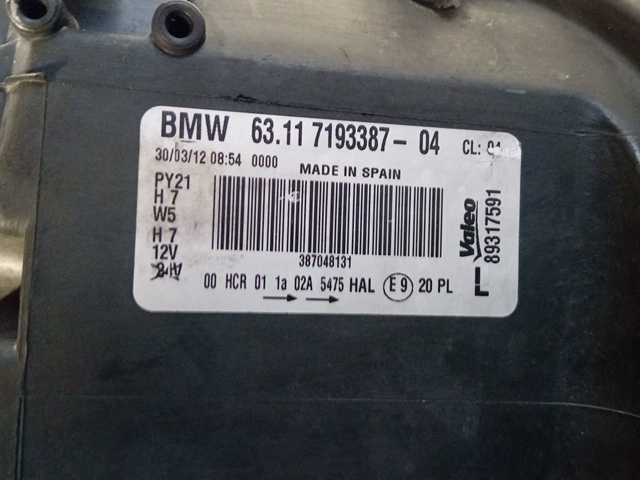 BMW 63.11 7193387-04 CL:
30/03/12 08:54 0000
MADE IN SPAIN
PY21
H 7
W5
H 7
12V
24V
387048131
00 HCR 01 1a 02A 5475 HAL E9 20 PL
Valeo
89317591
L